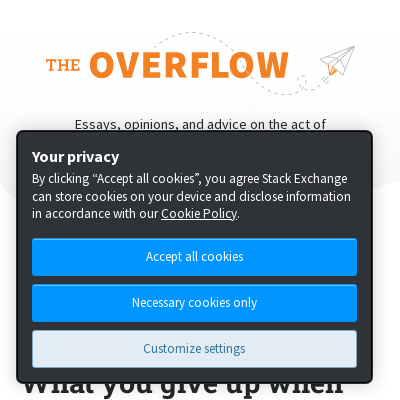 THE OVERFLOW
Essays, opinions, and advice on the act of
Your privacy
By clicking “Accept all cookies”, you agree Stack Exchange
can store cookies on your device and disclose information
in accordance with our Cookie Policy.
Accept all cookies
Necessary cookies only
Customize settings
What you give up when